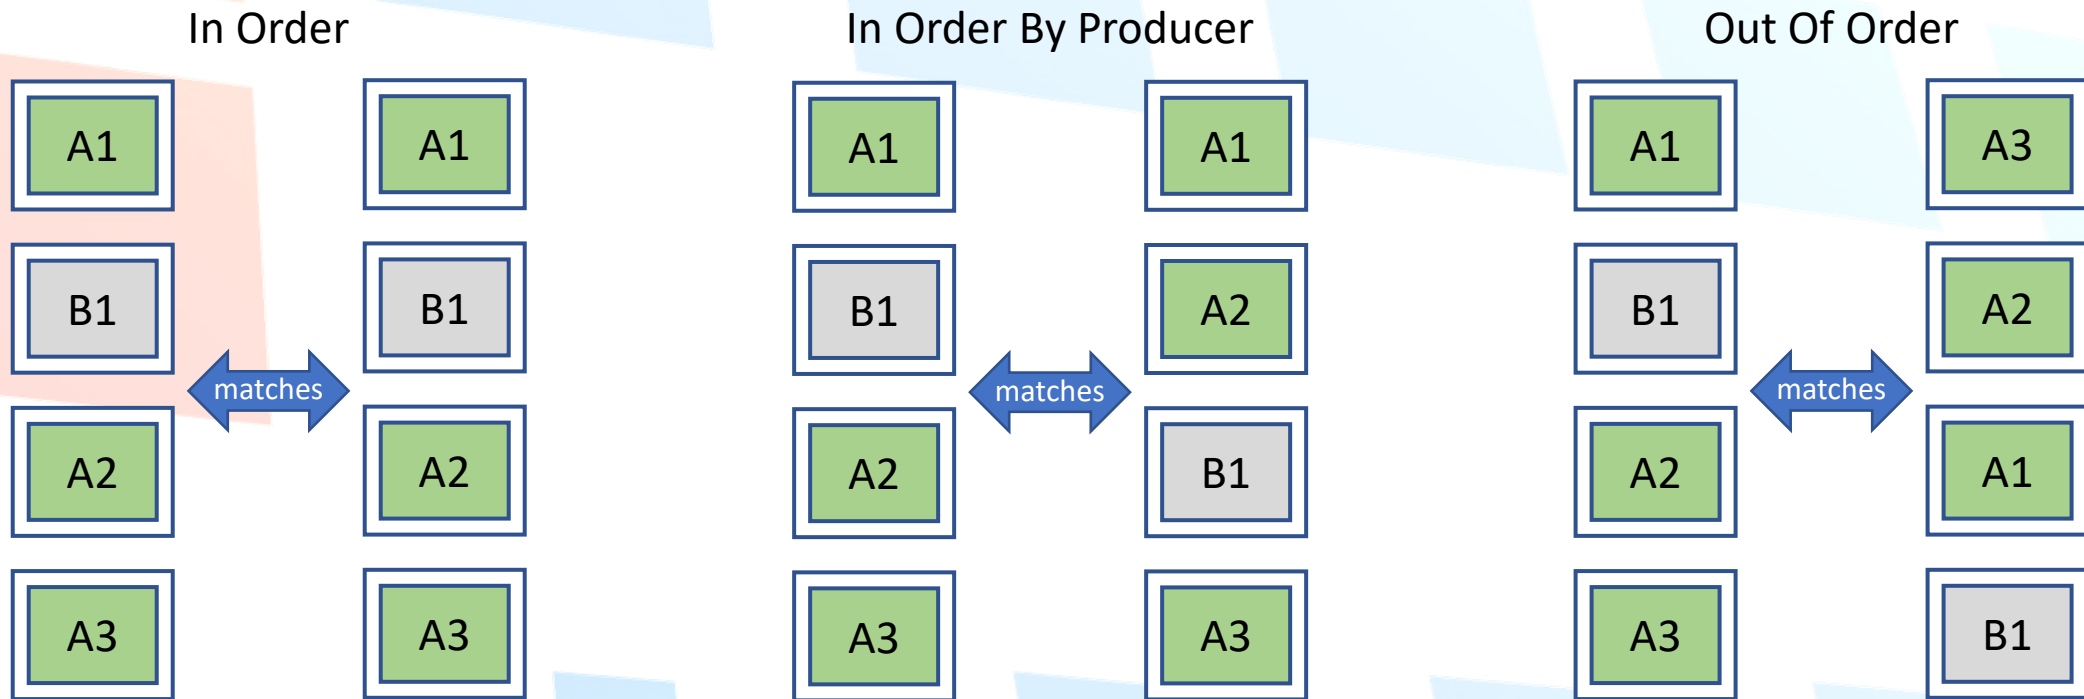 In Order
A1
A1
B1
B1
matches
A2
A2
A3
A3
In Order By Producer
A1
A1
B1
A2
matches
A2
B1
A3
A3
Out Of Order
A1
A3
B1
A2
matches
A2
A1
A3
B1